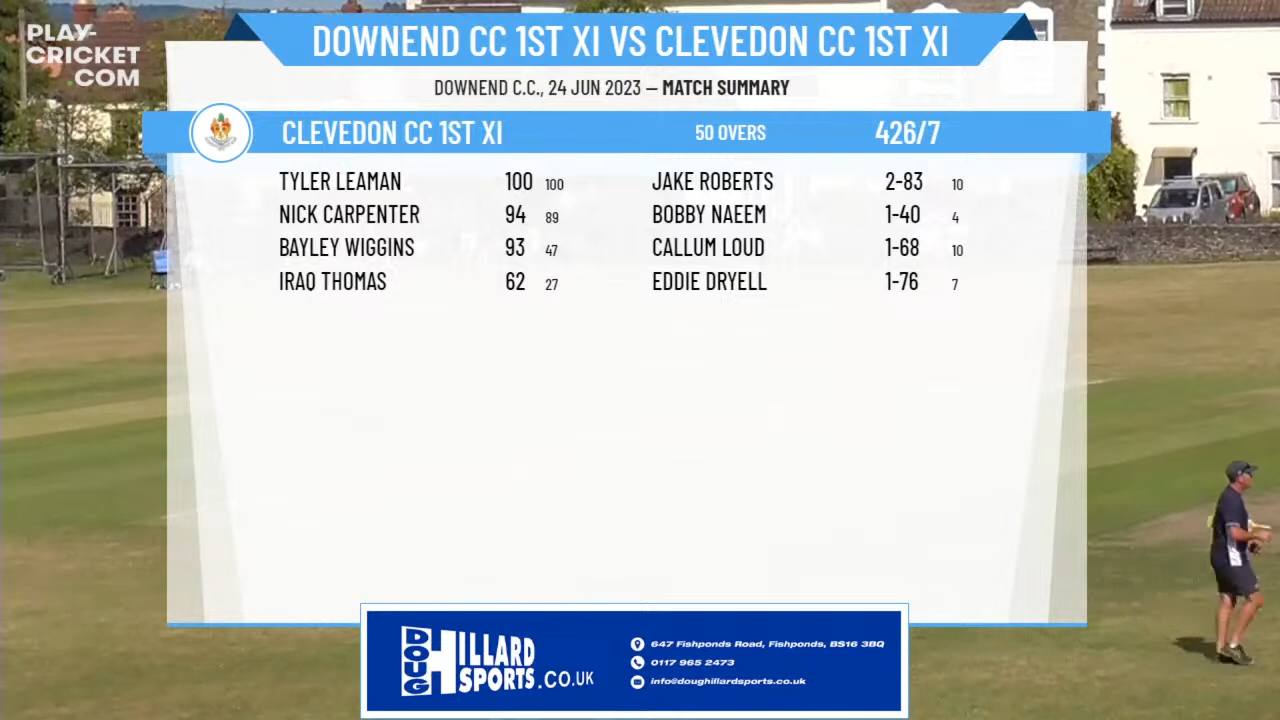 PLAY-
CRICKET
.COM
DOWNEND CC 1ST XI VS CLEVEDON CC 1ST XI
DOWNEND C.C., 24 JUN 2023 – MATCH SUMMARY
CLEVEDON CC 1ST XI 50 OVERS 426/7
TYLER LEAMAN 100 100 JAKE ROBERTS 2-83 10
NICK CARPENTER 94 89 BOBBY NAEEM 1-40 4
BAYLEY WIGGINS 93 47 CALLUM LOUD 1-68 10
IRAQ THOMAS 62 27 EDDIE DRYELL 1-76 7
DOUG HILLARD
SPORTS.CO.UK
647 Fishponds Road, Fishponds, BS16 3BQ
0117 965 2473
info@doughillardsports.co.uk